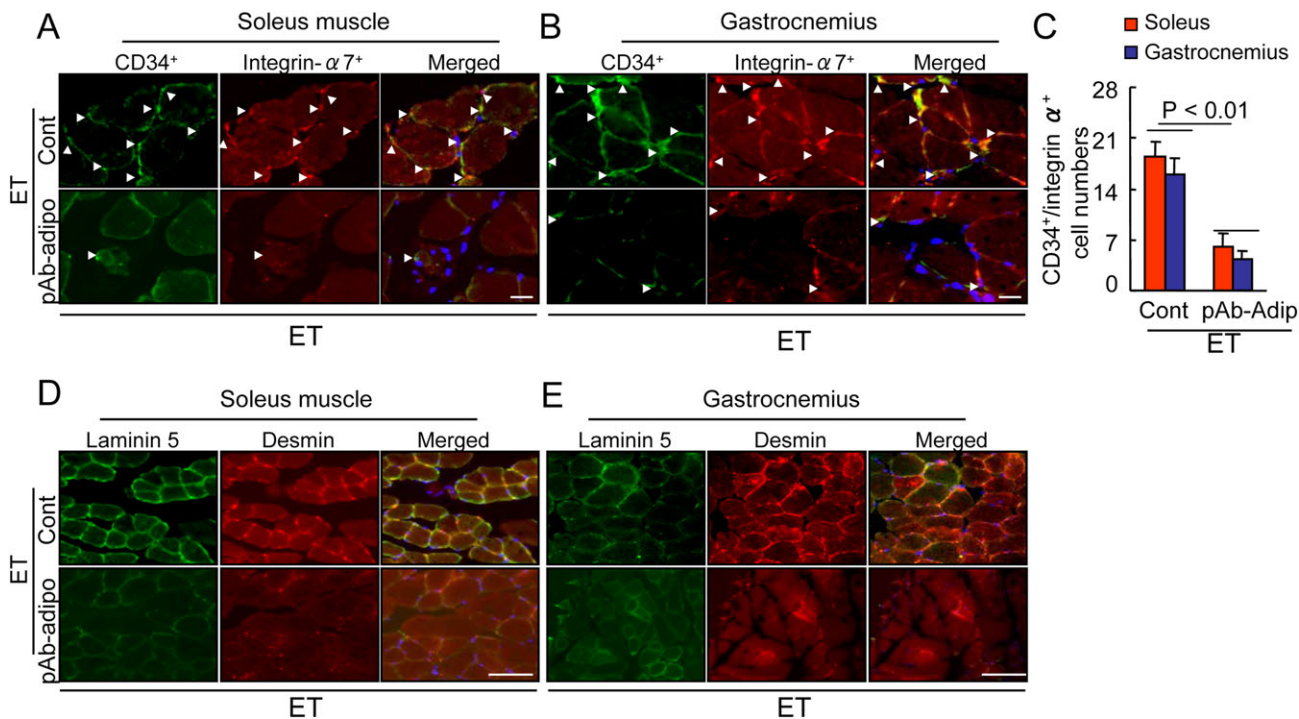 A
Soleus muscle
CD34⁺ Integrin-α7⁺ Merged
ET
Cont
pAb-adipo
ET
B
Gastrocnemius
CD34⁺ Integrin-α7⁺ Merged
ET
C
Soleus
Gastrocnemius
CD34⁺/integrin α⁺
cell numbers
28
21
14
7
0
P < 0.01
Cont pAb-Adip
ET
D
Soleus muscle
Laminin 5 Desmin Merged
ET
Cont
pAb-adipo
ET
E
Gastrocnemius
Laminin 5 Desmin Merged
ET